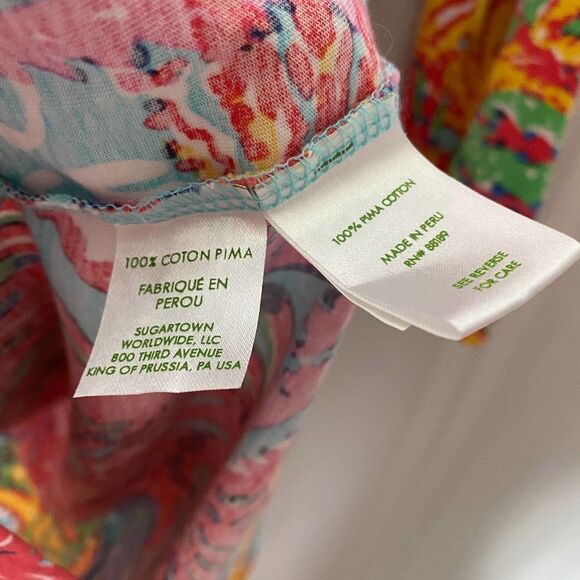 100% COTON PIMA
FABRIQUÉ EN
PEROU
SUGARTOWN
WORLDWIDE, LLC
800 THIRD AVENUE
KING OF PRUSSIA, PA USA
100% PIMA COTTON
MADE IN PERU
RN# 88189
SEE REVERSE
FOR CARE